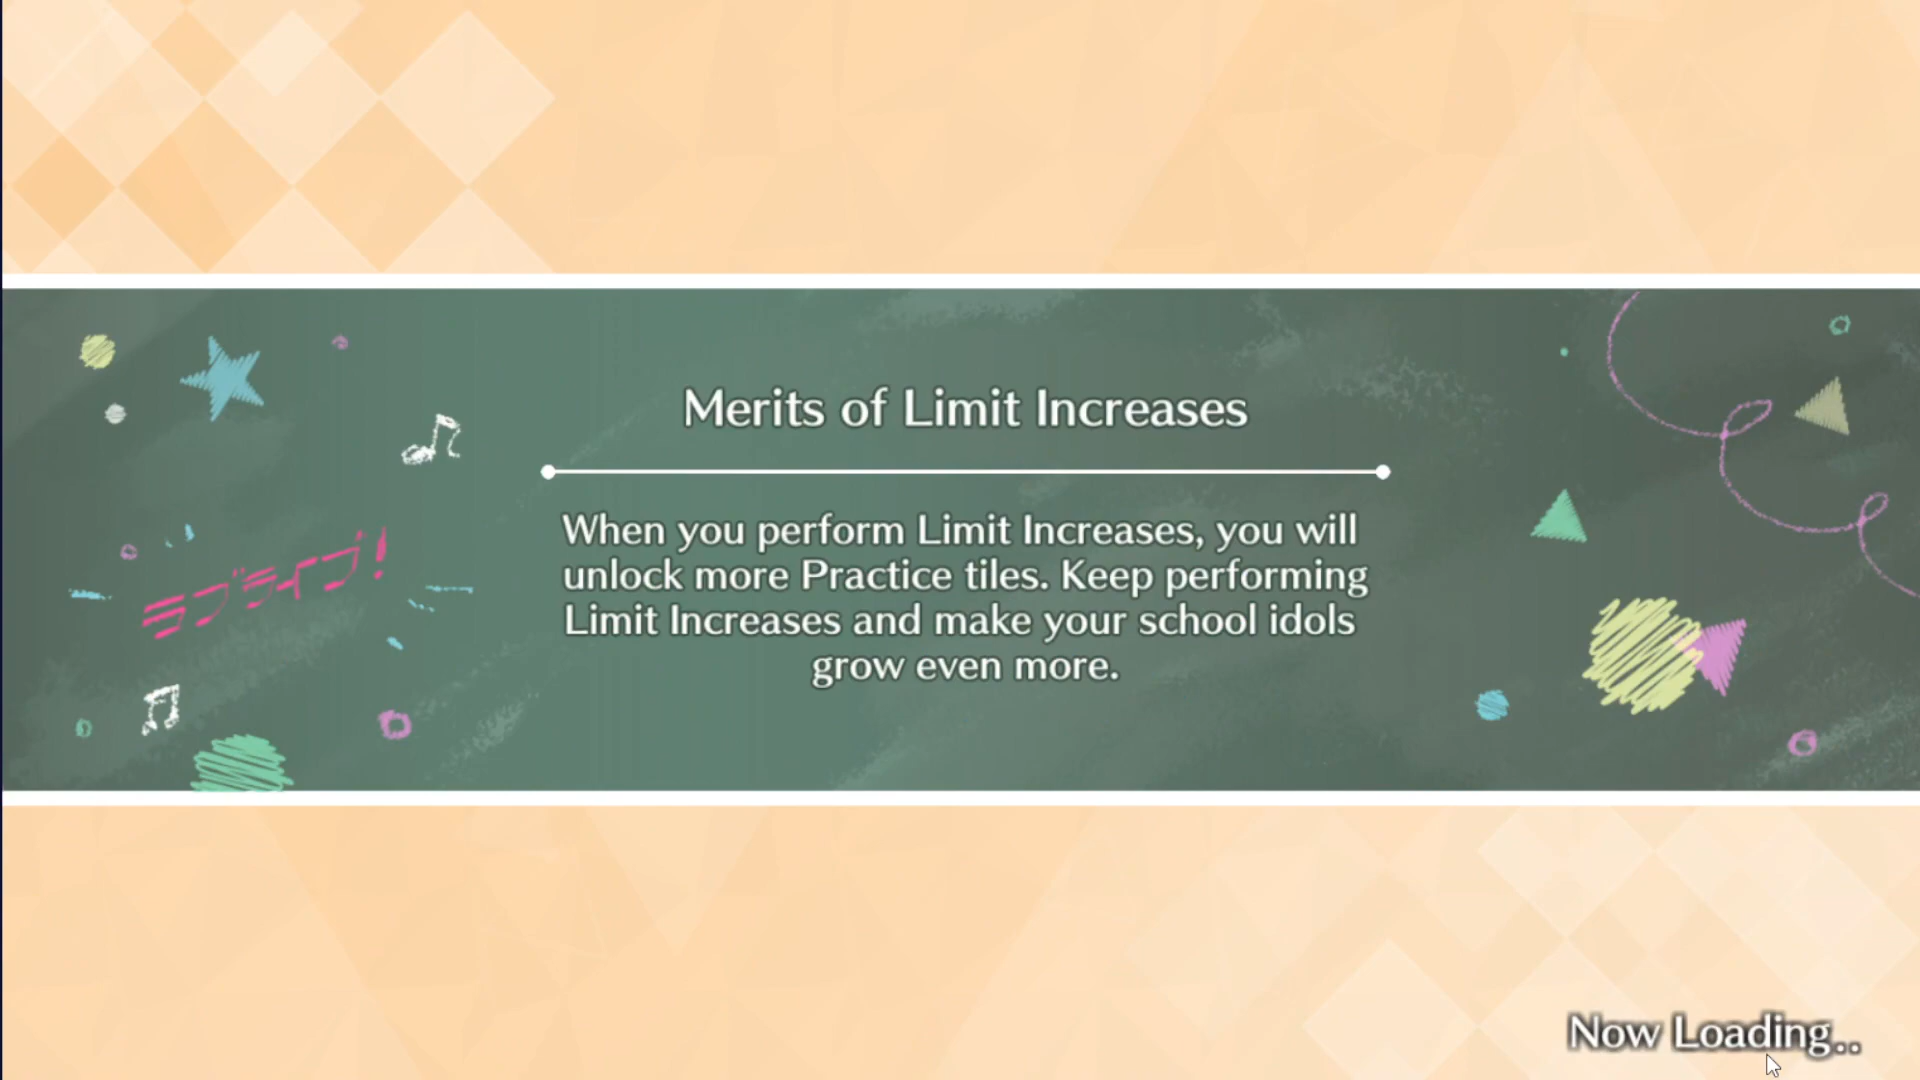 Merits of Limit Increases
When you perform Limit Increases, you will
unlock more Practice tiles. Keep performing
Limit Increases and make your school idols
grow even more.
ラブライブ!
Now Loading..